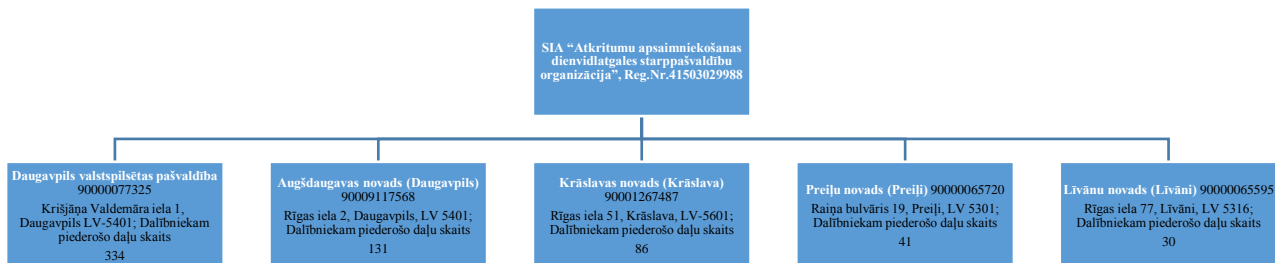 SIA “Atkritumu apsaimniekošanas
dienvidlatgales starppašvaldību
organizācija”, Reg.Nr.41503029988
Daugavpils valstspilsētas pašvaldība
90000077325
Krišjāņa Valdemāra iela 1,
Daugavpils LV-5401; Dalībniekam
piederošo daļu skaits
334
Augšdaugavas novads (Daugavpils)
90009117568
Rīgas iela 2, Daugavpils, LV 5401;
Dalībniekam piederošo daļu skaits
131
Krāslavas novads (Krāslava)
90001267487
Rīgas iela 51, Krāslava, LV-5601;
Dalībniekam piederošo daļu skaits
86
Preiļu novads (Preiļi) 90000065720
Raiņa bulvāris 19, Preiļi, LV 5301;
Dalībniekam piederošo daļu skaits
41
Līvānu novads (Līvāni) 90000065595
Rīgas iela 77, Līvāni, LV 5316;
Dalībniekam piederošo daļu skaits
30